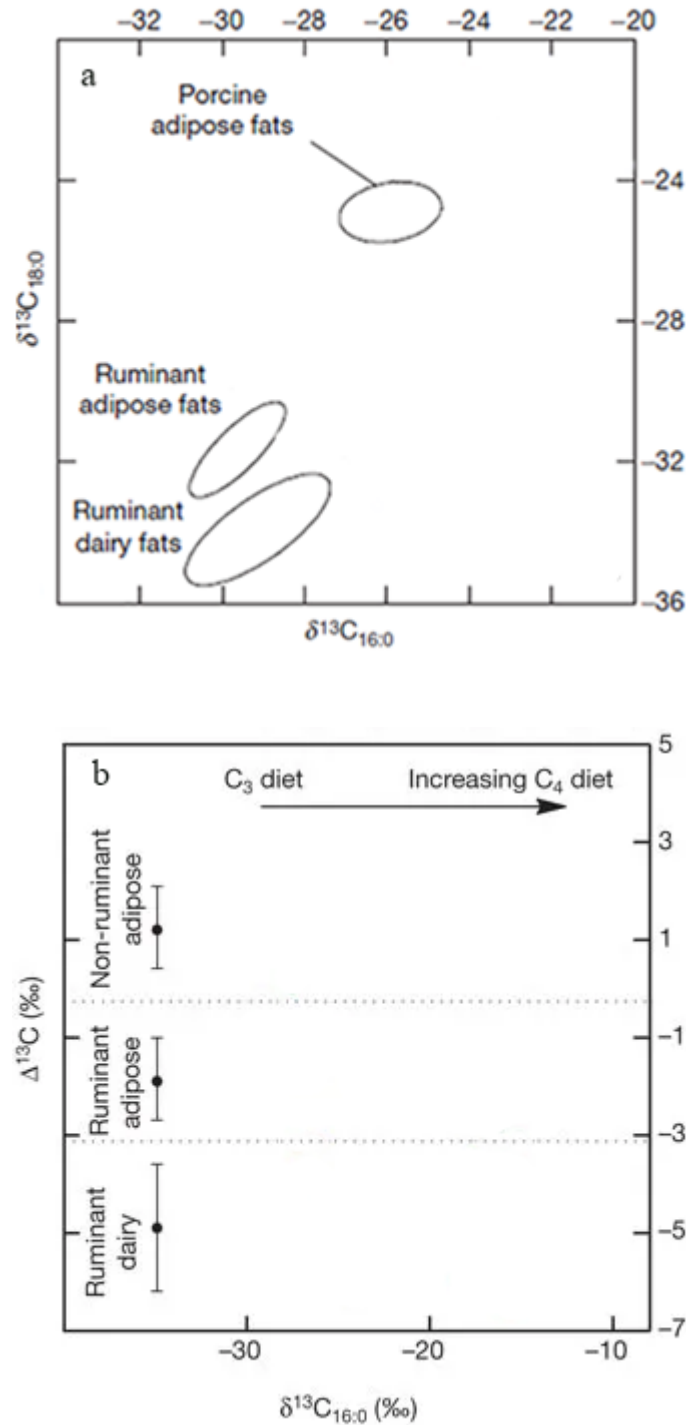 −32 −30 −28 −26 −24 −22 −20
a
Porcine
adipose fats
−24
δ¹³C₁₈:₀
−28
Ruminant
adipose fats
−32
Ruminant
dairy fats
−36
δ¹³C₁₆:₀
b
5
C₃ diet
Increasing C₄ diet
3
Non-ruminant
adipose
1
Δ¹³C (‰)
−1
Ruminant
adipose
−3
Ruminant
dairy
−5
−7
−30 −20 −10
δ¹³C₁₆:₀ (‰)